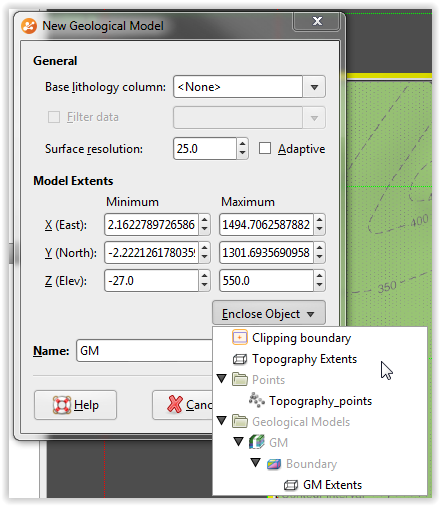 New Geological Model
General
Base lithology column: <None>
Filter data
Surface resolution: 25.0 Adaptive
Model Extents
Minimum Maximum
X (East): 2.1622789726586 1494.7062587882
Y (North): -2.222126178035 1301.6935690958
Z (Elev): -27.0 550.0
Enclose Object
Name: GM
Help Canc
Clipping boundary
Topography Extents
Points
Topography_points
Geological Models
GM
Boundary
GM Extents
400
350